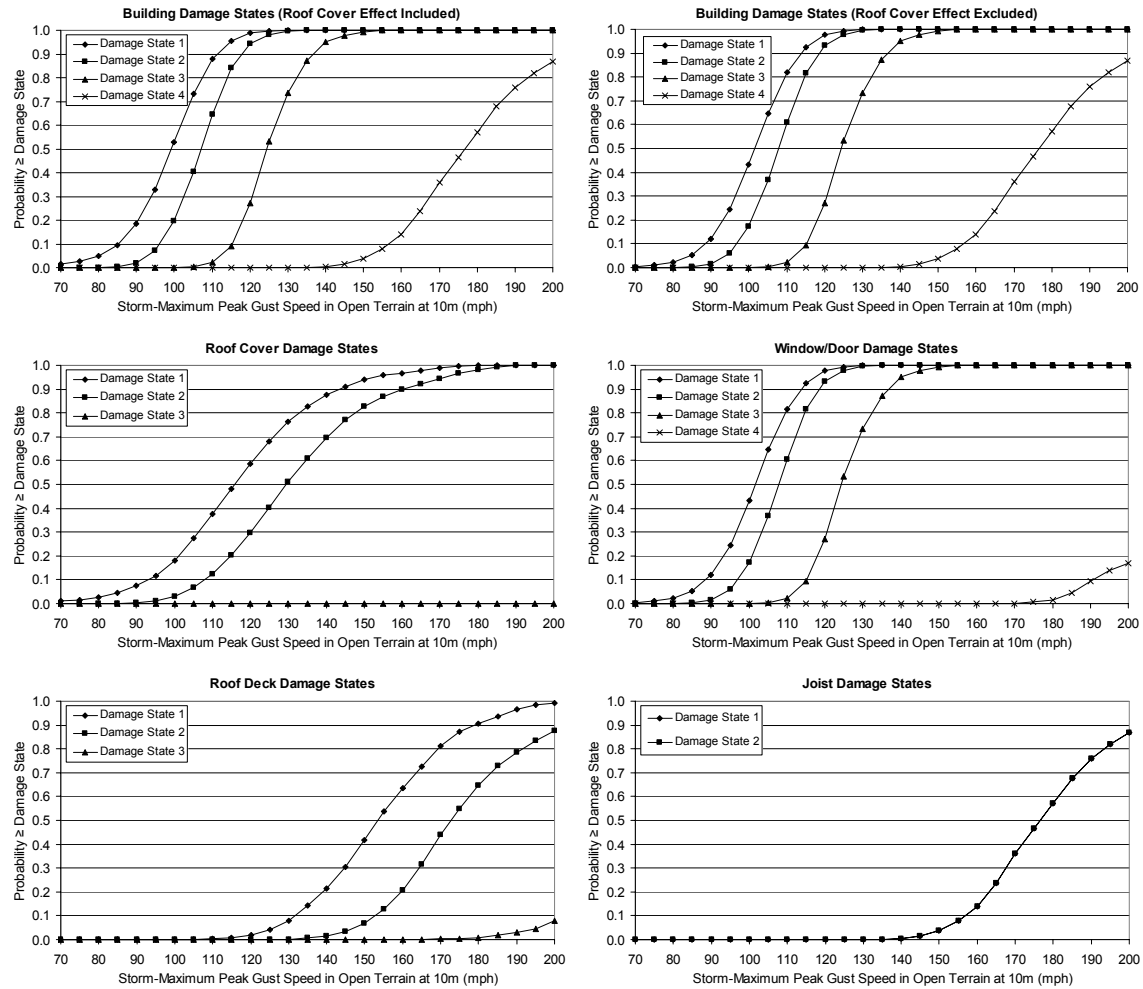 Building Damage States (Roof Cover Effect Included)
Probability ≥ Damage State
1.0
0.9
0.8
0.7
0.6
0.5
0.4
0.3
0.2
0.1
0.0
Damage State 1
Damage State 2
Damage State 3
Damage State 4
70 80 90 100 110 120 130 140 150 160 170 180 190 200
Storm-Maximum Peak Gust Speed in Open Terrain at 10m (mph)
Building Damage States (Roof Cover Effect Excluded)
Probability ≥ Damage State
1.0
0.9
0.8
0.7
0.6
0.5
0.4
0.3
0.2
0.1
0.0
Damage State 1
Damage State 2
Damage State 3
Damage State 4
70 80 90 100 110 120 130 140 150 160 170 180 190 200
Storm-Maximum Peak Gust Speed in Open Terrain at 10m (mph)
Roof Cover Damage States
Probability ≥ Damage State
1.0
0.9
0.8
0.7
0.6
0.5
0.4
0.3
0.2
0.1
0.0
Damage State 1
Damage State 2
Damage State 3
70 80 90 100 110 120 130 140 150 160 170 180 190 200
Storm-Maximum Peak Gust Speed in Open Terrain at 10m (mph)
Window/Door Damage States
Probability ≥ Damage State
1.0
0.9
0.8
0.7
0.6
0.5
0.4
0.3
0.2
0.1
0.0
Damage State 1
Damage State 2
Damage State 3
Damage State 4
70 80 90 100 110 120 130 140 150 160 170 180 190 200
Storm-Maximum Peak Gust Speed in Open Terrain at 10m (mph)
Roof Deck Damage States
Probability ≥ Damage State
1.0
0.9
0.8
0.7
0.6
0.5
0.4
0.3
0.2
0.1
0.0
Damage State 1
Damage State 2
Damage State 3
70 80 90 100 110 120 130 140 150 160 170 180 190 200
Storm-Maximum Peak Gust Speed in Open Terrain at 10m (mph)
Joist Damage States
Probability ≥ Damage State
1.0
0.9
0.8
0.7
0.6
0.5
0.4
0.3
0.2
0.1
0.0
Damage State 1
Damage State 2
70 80 90 100 110 120 130 140 150 160 170 180 190 200
Storm-Maximum Peak Gust Speed in Open Terrain at 10m (mph)